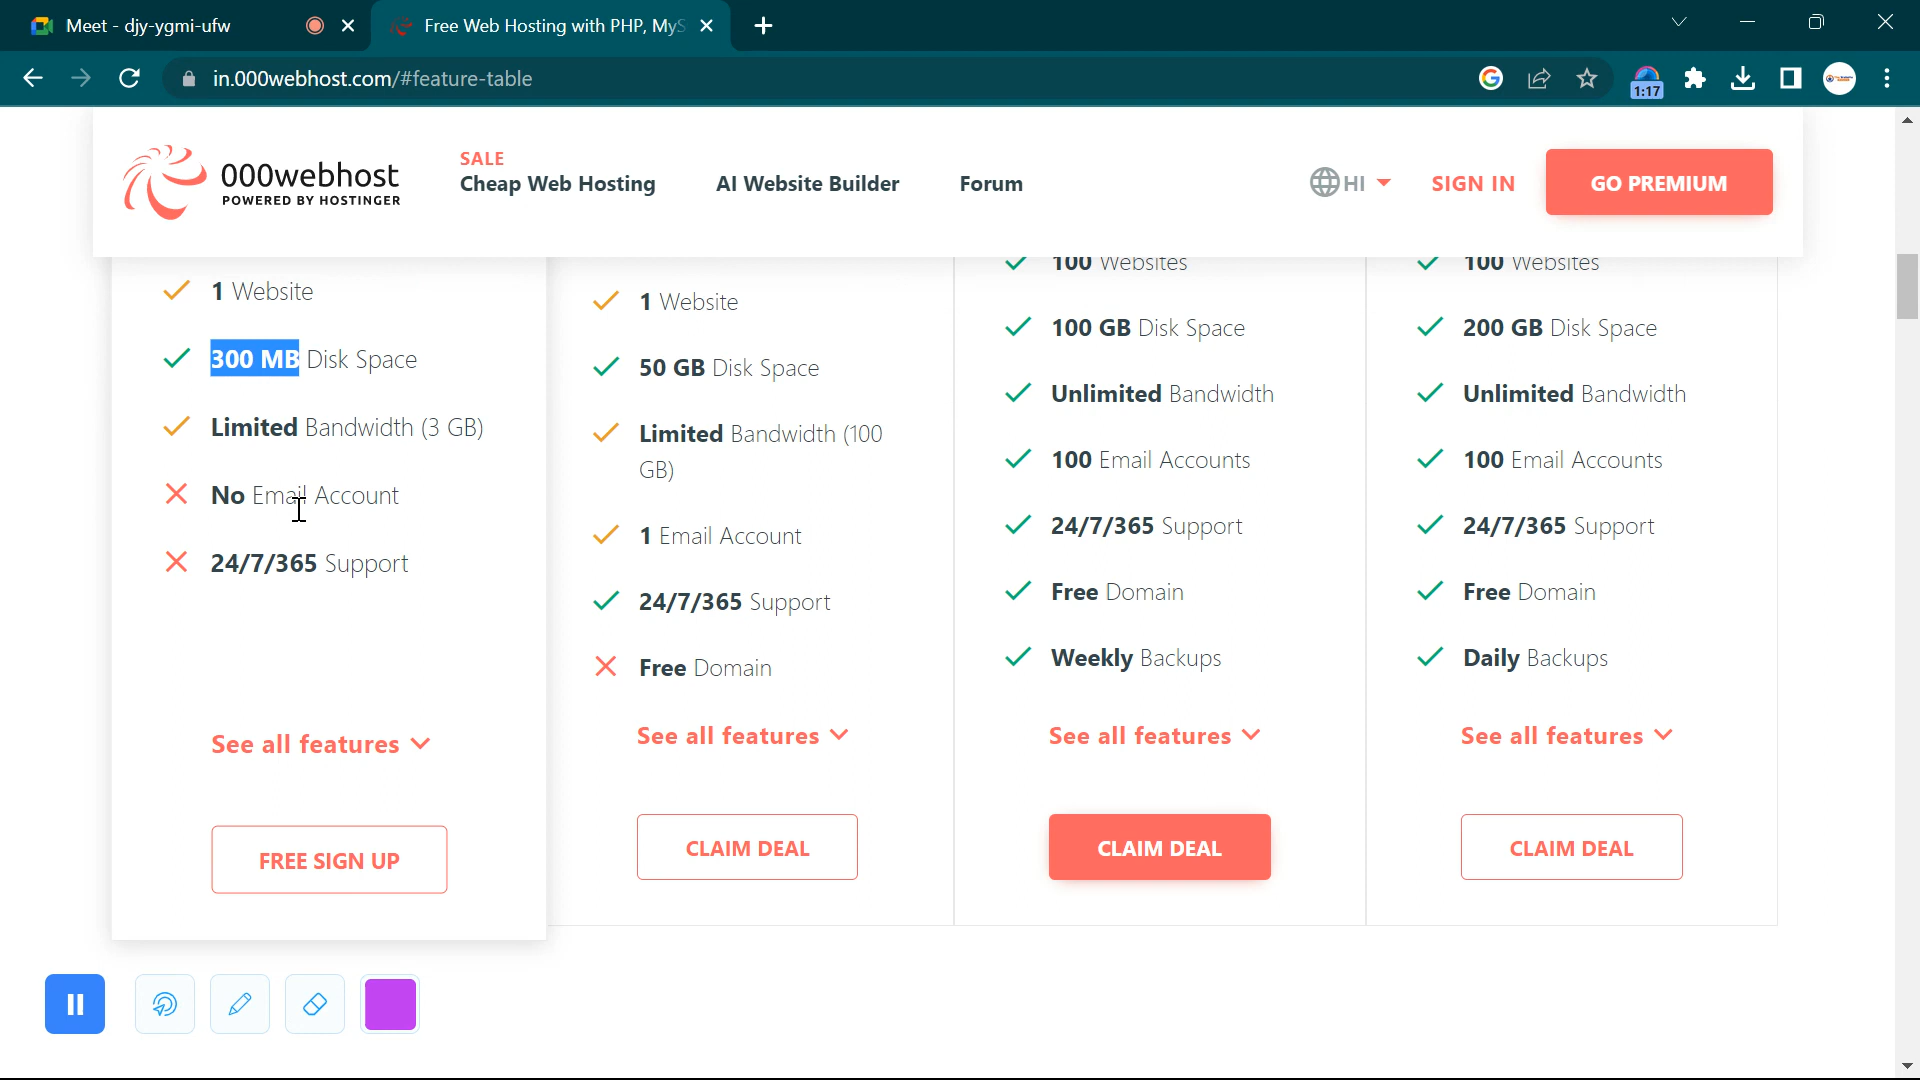 Meet - djy-ygmi-ufw
Free Web Hosting with PHP, MyS
in.000webhost.com/#feature-table
1:17
000webhost
POWERED BY HOSTINGER
SALE
Cheap Web Hosting
AI Website Builder
Forum
HI
SIGN IN
GO PREMIUM
1 Website
300 MB Disk Space
Limited Bandwidth (3 GB)
No Email Account
24/7/365 Support
See all features
FREE SIGN UP
1 Website
50 GB Disk Space
Limited Bandwidth (100
GB)
1 Email Account
24/7/365 Support
Free Domain
See all features
CLAIM DEAL
100 Websites
100 GB Disk Space
Unlimited Bandwidth
100 Email Accounts
24/7/365 Support
Free Domain
Weekly Backups
See all features
CLAIM DEAL
100 Websites
200 GB Disk Space
Unlimited Bandwidth
100 Email Accounts
24/7/365 Support
Free Domain
Daily Backups
See all features
CLAIM DEAL